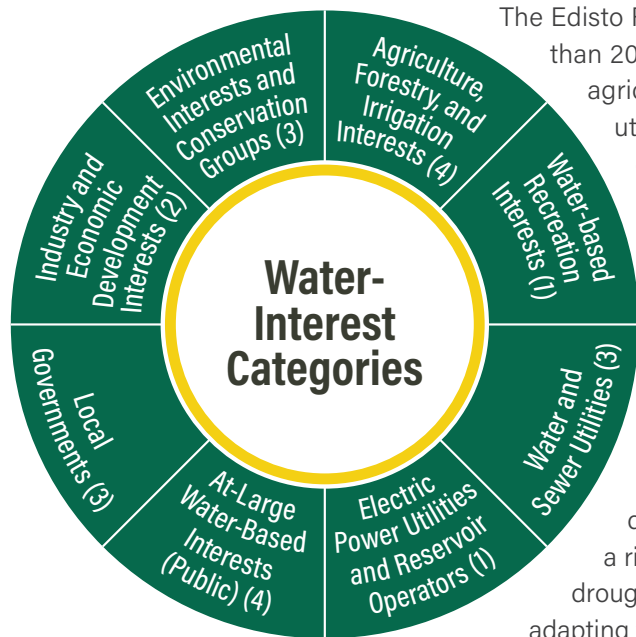 The Edisto
than 20
agric
ut
Environmental
Interests and
Conservation
Groups (3)
Agriculture,
Forestry, and
Irrigation
Interests (4)
Water-based
Recreation
Interests (1)
Water and
Sewer Utilities (3)
Electric
Power Utilities
and Reservoir
Operators (1)
At-Large
Water-Based
Interests
(Public) (4)
Local
Governments (3)
Industry and
Economic
Development
Interests (2)
Water-
Interest
Categories
a ri
droug
adapting